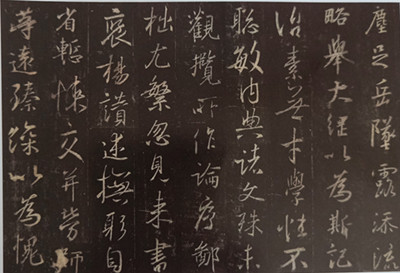 塵足岳墜露添流
略舉大綱以為斯記
治素無才學性不
聰敏內典諸文殊未
觀攬所作論序鄙
拙尤繁忽見來書
褒揚讚述撫躬自
省慙悚交并勞師
等遠臻深以為愧